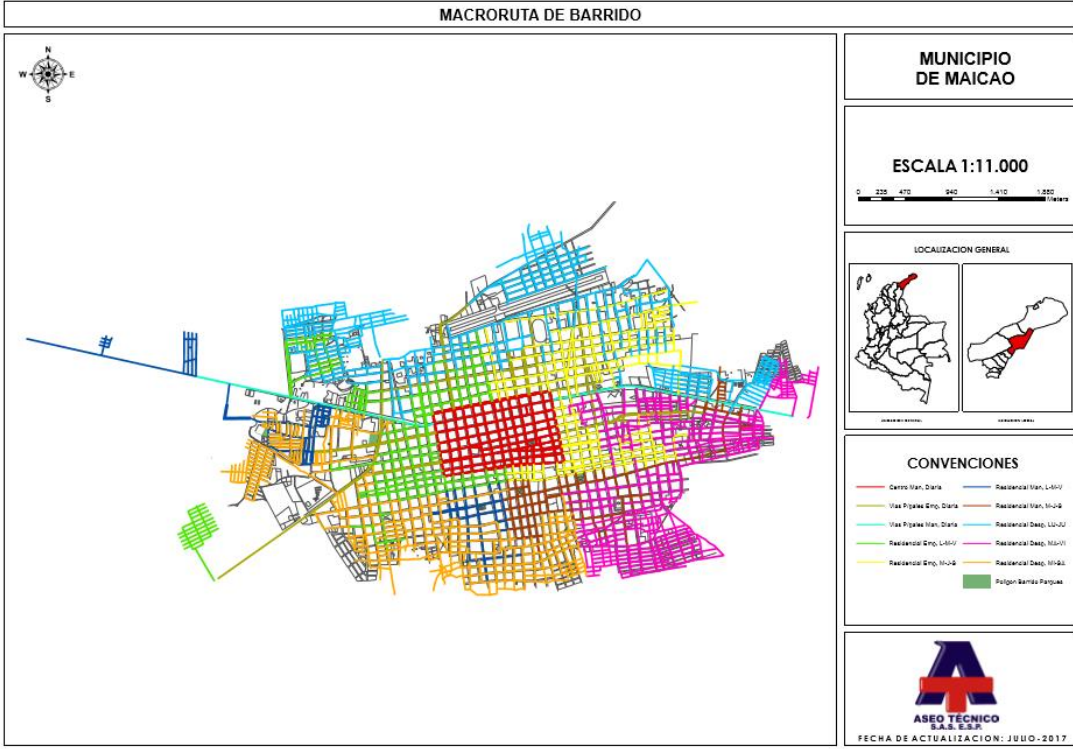 MACRORUTA DE BARRIDO
N
W
E
S
MUNICIPIO
DE MAICAO
ESCALA 1:11.000
0 235 470 940 1.410 1.880
Meters
LOCALIZACION GENERAL
CONVENCIONES
Centro Man, Diaria
Vias P/pales Emp, Diaria
Vias P/pales Man, Diaria
Residencial Emp, L-M-V
Residencial Emp, M-J-S
Residencial Man, L-M-V
Residencial Man, M-J-S
Residencial Desp, LU-JU
Residencial Desp, MA-VI
Residencial Desp, MI-SA
Poligon Barrido Parques
ASEO TÉCNICO
S.A.S. E.S.P.
FECHA DE ACTUALIZACION: JULIO-2017